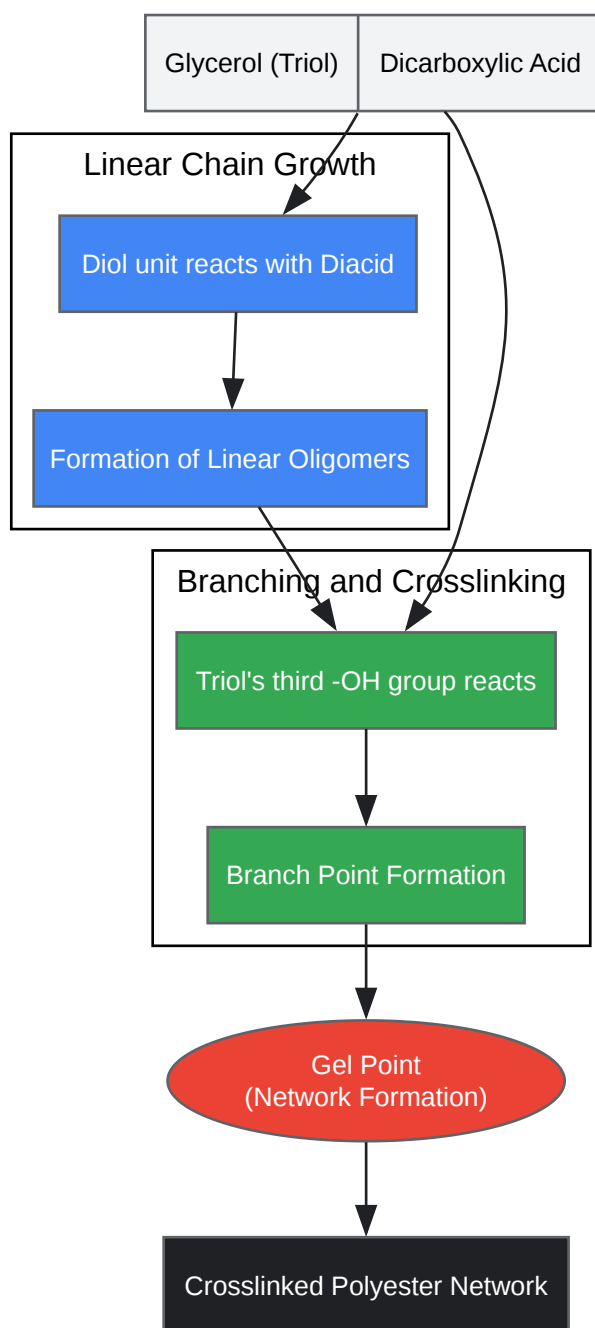 Glycerol (Triol)
Dicarboxylic Acid
Linear Chain Growth
Diol unit reacts with Diacid
Formation of Linear Oligomers
Branching and Crosslinking
Triol's third -OH group reacts
Branch Point Formation
Gel Point
(Network Formation)
Crosslinked Polyester Network